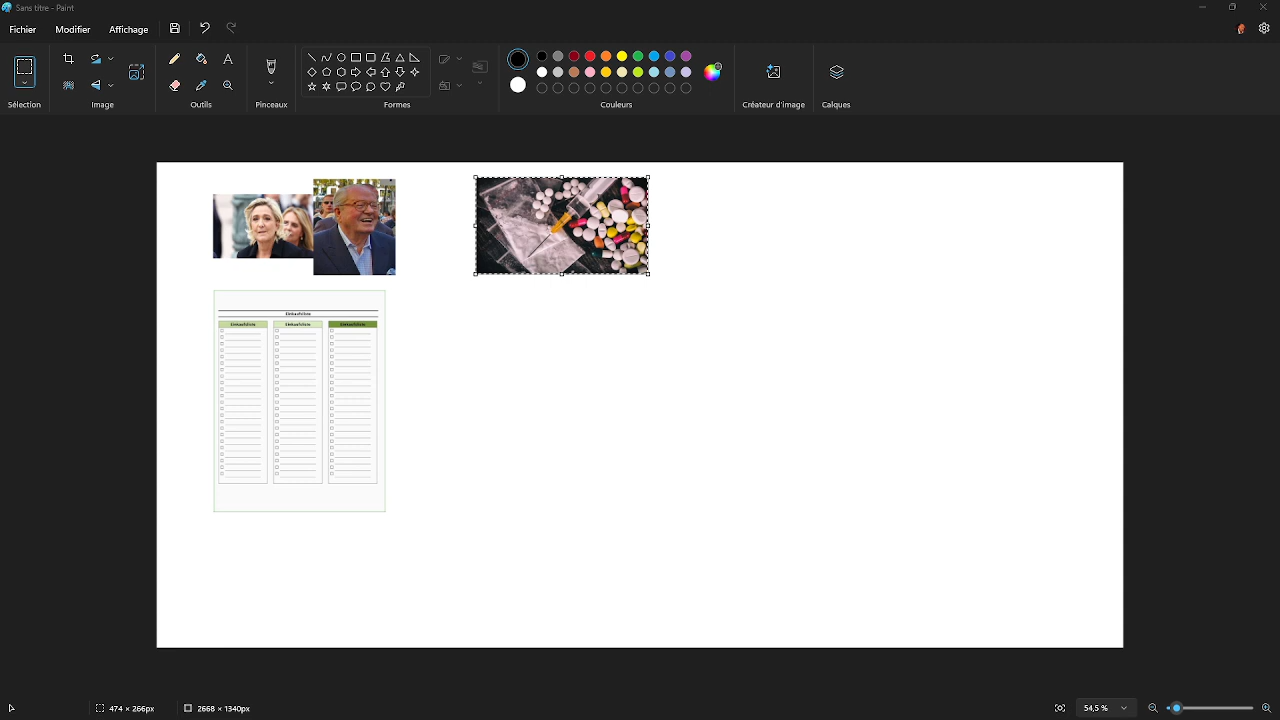 Sans titre - Paint
Fichier Modifier Affichage
Sélection Image Outils Pinceaux Formes Couleurs Créateur d'image Calques
Einkaufsliste
Einkaufsliste Einkaufsliste Einkaufsliste
474 × 266px 2668 × 1340px 54,5 %